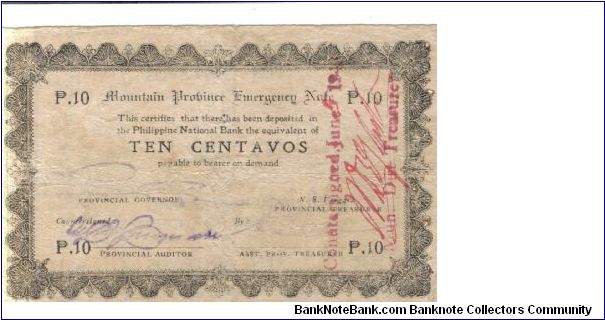 ₱.10 Mountain Province Emergency Note ₱.10
This certifies that there has been deposited in
the Philippine National Bank the equivalent of
TEN CENTAVOS
payable to bearer on demand
PROVINCIAL GOVERNOR
N. S.
PROVINCIAL TREASURER
Countersigned By
₱.10 ₱.10
PROVINCIAL AUDITOR ASST. PROV. TREASURER
Countersigned, June
Mun. Dep. Treasurer
BankNoteBank.com Banknote Collectors Community